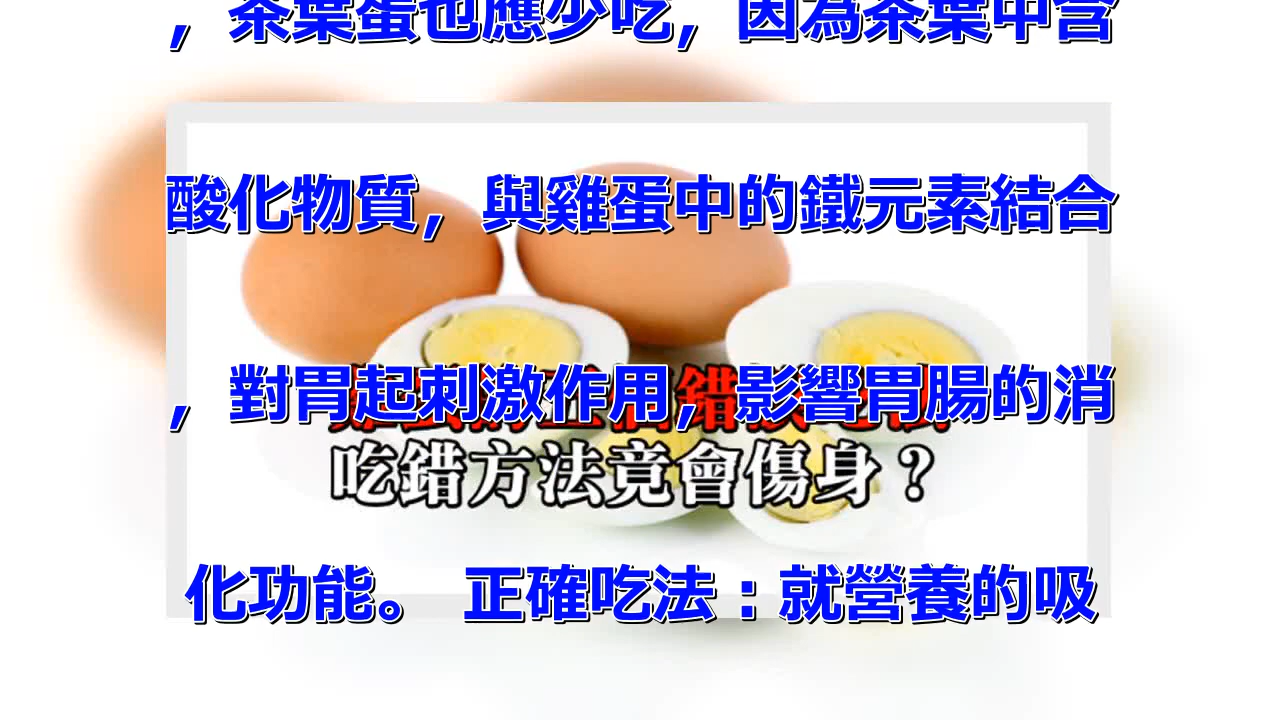 ，茶葉蛋也應少吃，因為茶葉中含
酸化物質，與雞蛋中的鐵元素結合
，對胃起刺激作用，影響胃腸的消
吃錯方法竟會傷身？
化功能。 正確吃法：就營養的吸